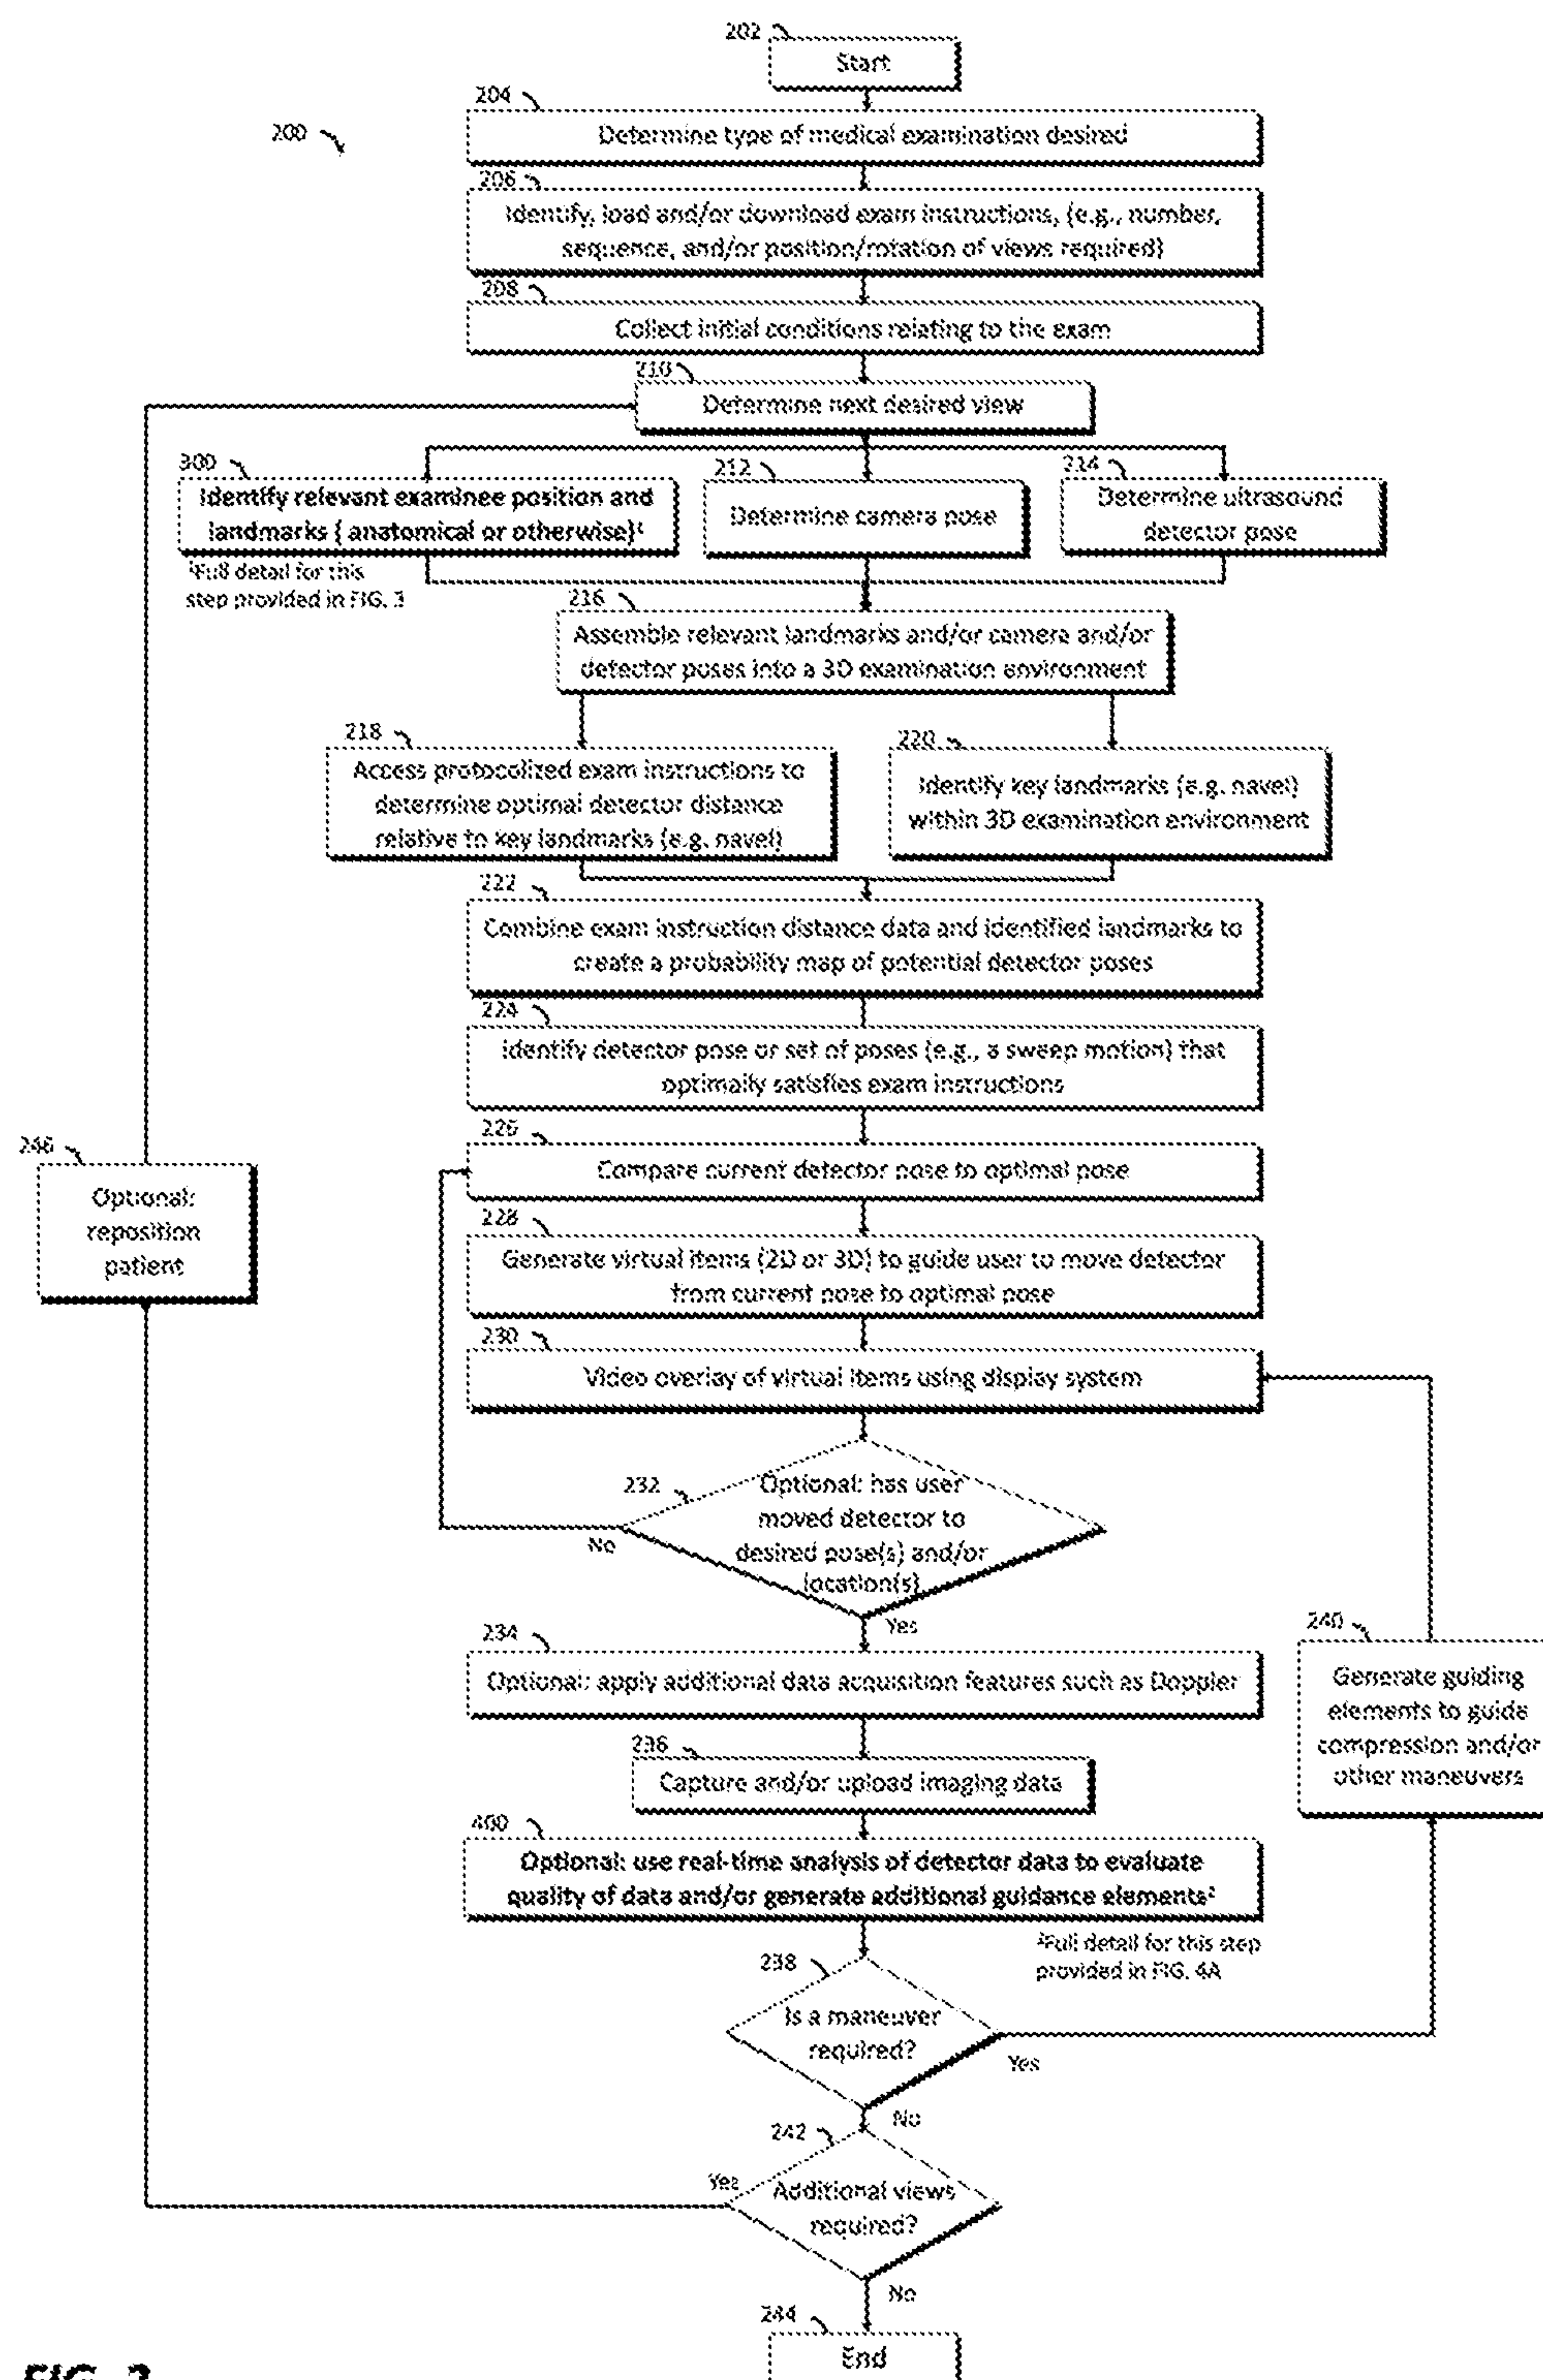 202
Start
204
200
Determine type of medical examination desired
206
Identify, load and/or download exam instructions, (e.g., number,
sequence, and/or position/rotation of views required)
208
Collect initial conditions relating to the exam
210
Determine next desired view
300
212
214
Identify relevant examinee position and
landmarks ( anatomical or otherwise)¹
Determine camera pose
Determine ultrasound
detector pose
¹Full detail for this
step provided in FIG. 3
216
Assemble relevant landmarks and/or camera and/or
detector poses into a 3D examination environment
218
220
Access protocolized exam instructions to
determine optimal detector distance
relative to key landmarks (e.g. navel)
Identify key landmarks (e.g. navel)
within 3D examination environment
222
Combine exam instruction distance data and identified landmarks to
create a probability map of potential detector poses
224
Identify detector pose or set of poses (e.g., a sweep motion) that
optimally satisfies exam instructions
226
Compare current detector pose to optimal pose
246
Optional:
reposition
patient
228
Generate virtual items (2D or 3D) to guide user to move detector
from current pose to optimal pose
230
Video overlay of virtual items using display system
232
Optional: has user
moved detector to
desired pose(s) and/or
location(s)
No
Yes
234
Optional: apply additional data acquisition features such as Doppler
240
Generate guiding
elements to guide
compression and/or
other maneuvers
236
Capture and/or upload imaging data
400
Optional: use real-time analysis of detector data to evaluate
quality of data and/or generate additional guidance elements²
²Full detail for this step
provided in FIG. 4A
238
Is a maneuver
required?
Yes
No
242
Yes
Additional views
required?
No
244
End
FIG. 2